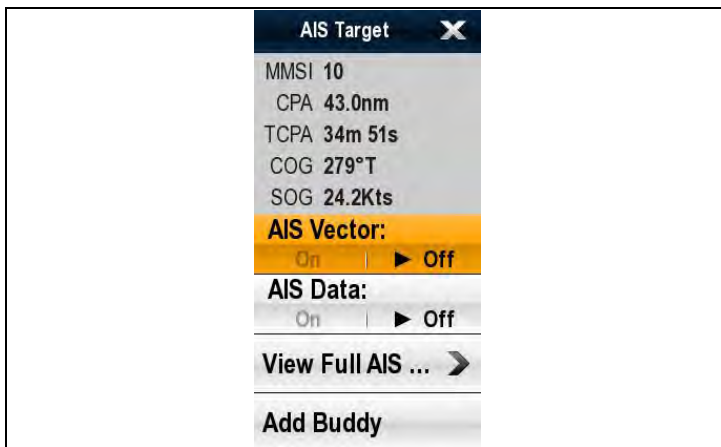 AIS Target
MMSI 10
CPA 43.0nm
TCPA 34m 51s
COG 279°T
SOG 24.2Kts
AIS Vector:
On Off
AIS Data:
On Off
View Full AIS ...
Add Buddy